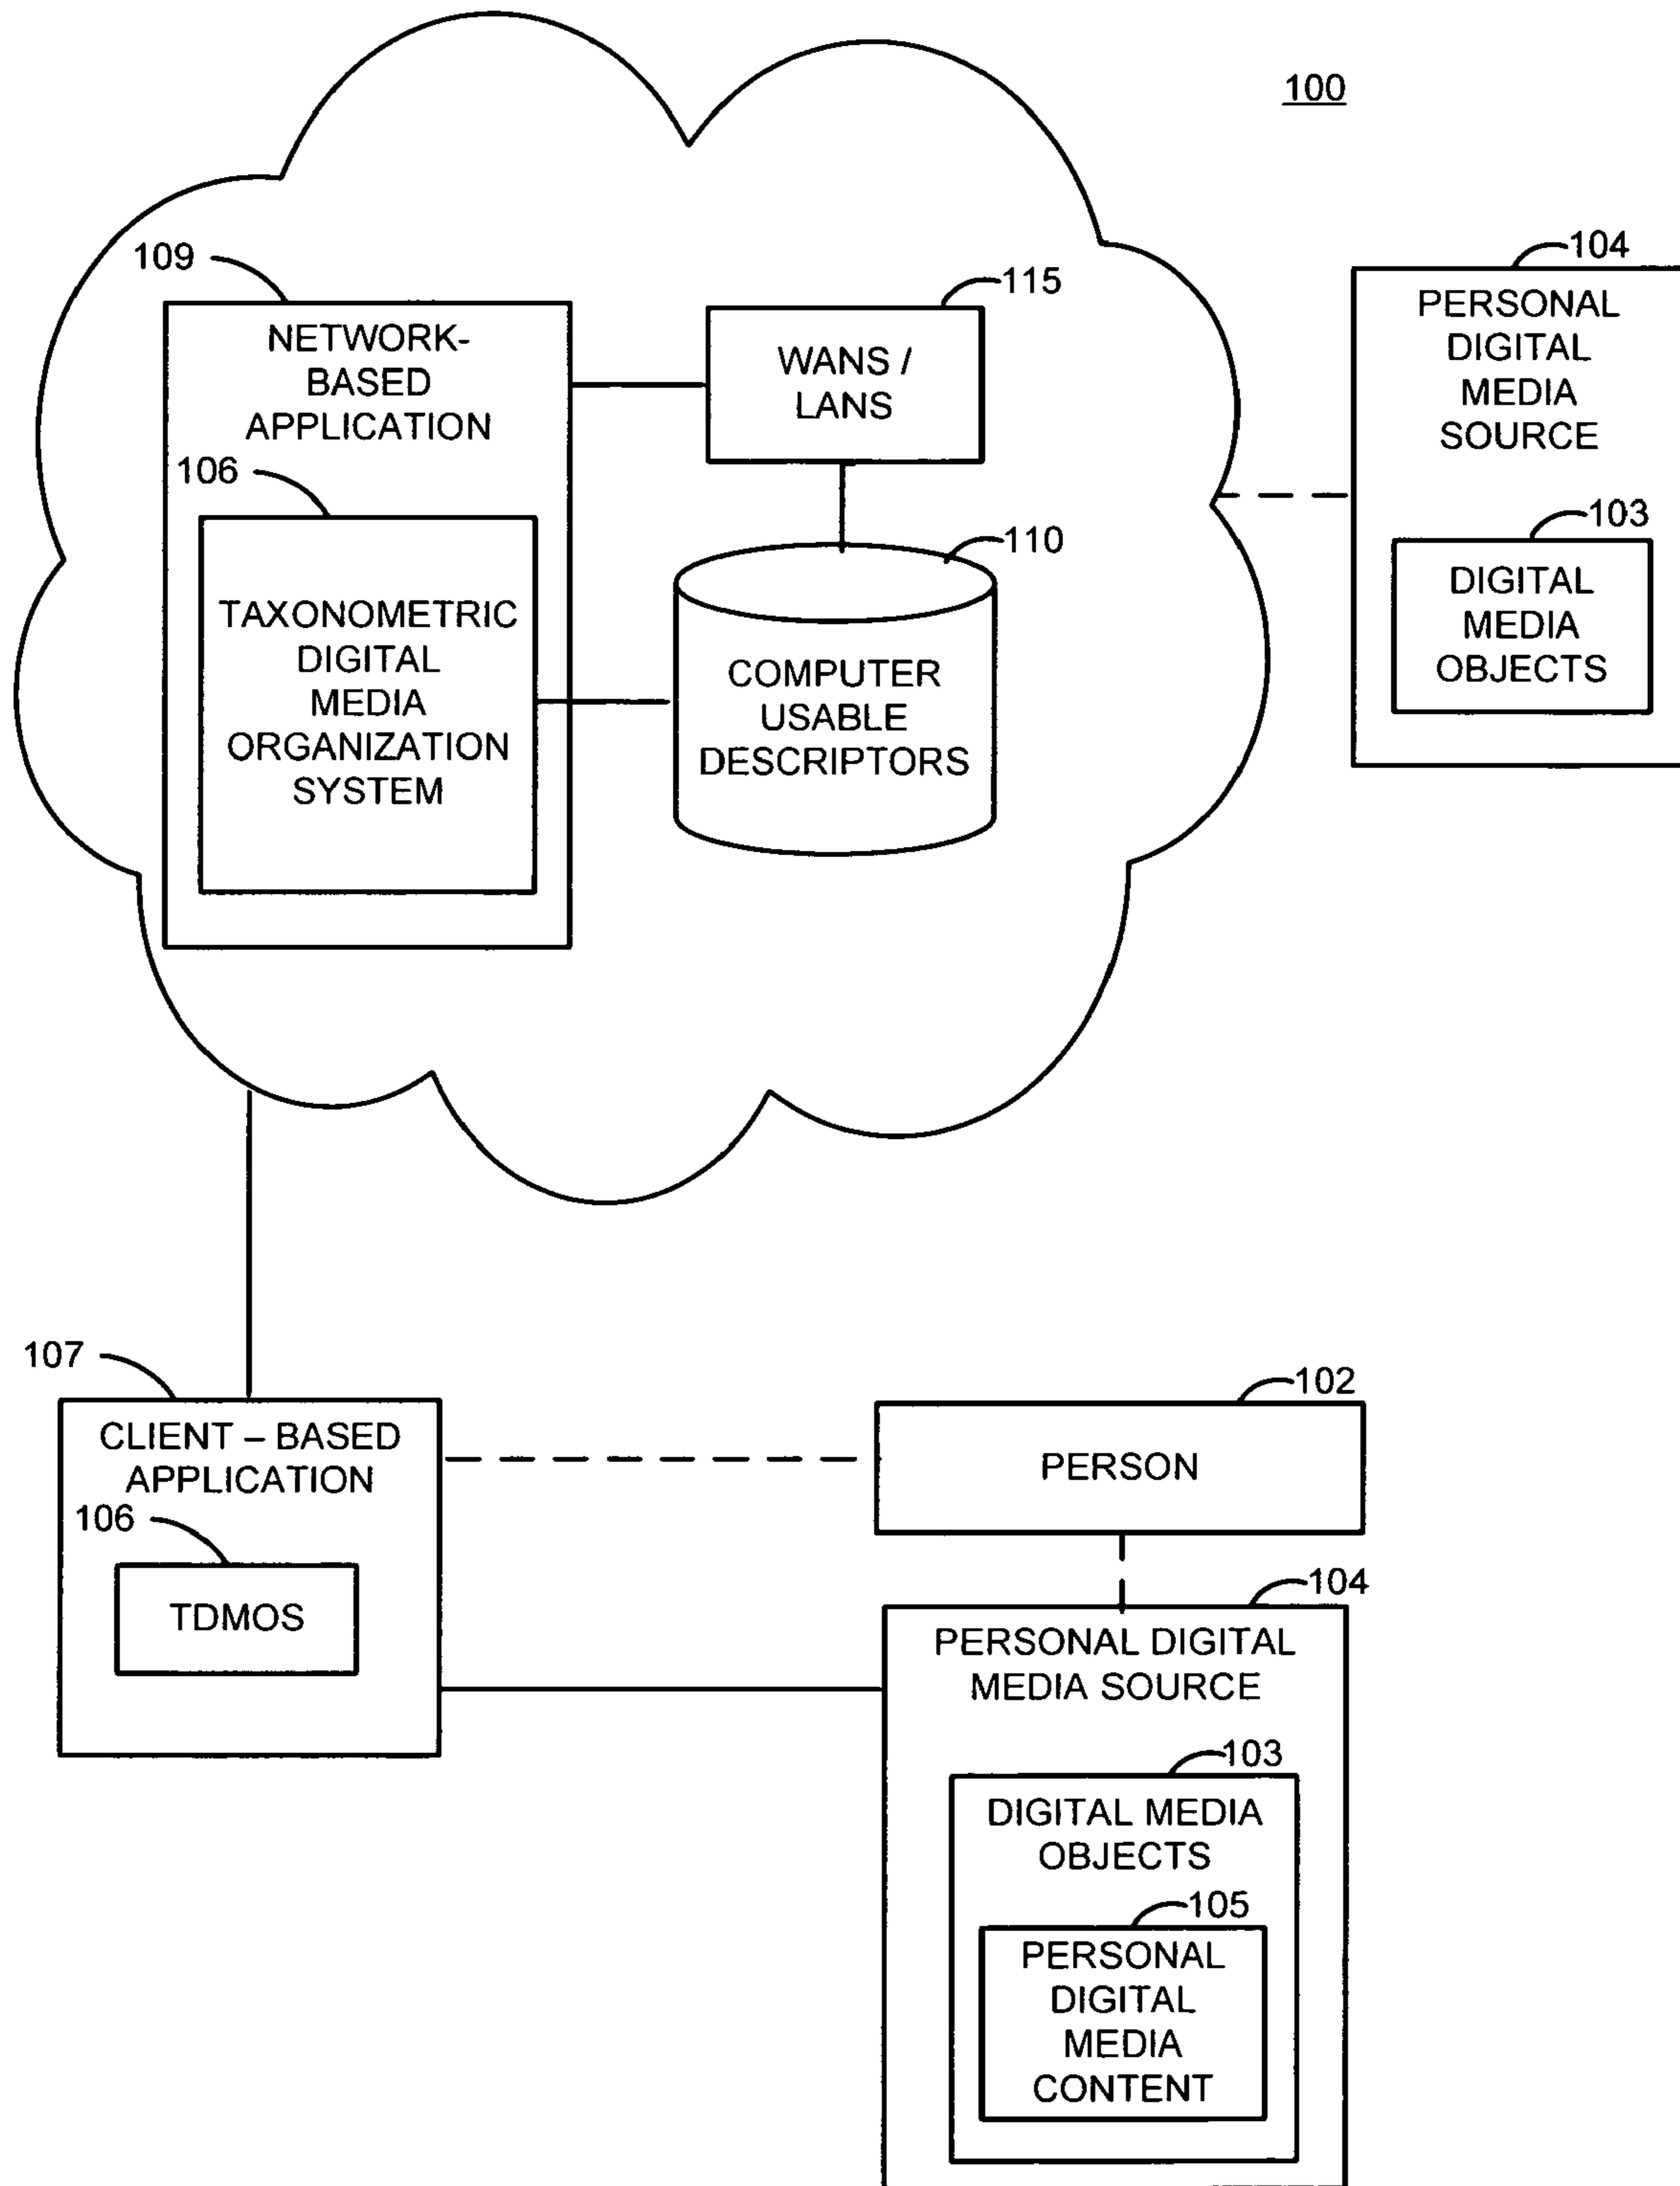 100
109
NETWORK-
BASED
APPLICATION
106
TAXONOMETRIC
DIGITAL
MEDIA
ORGANIZATION
SYSTEM
115
WANS /
LANS
110
COMPUTER
USABLE
DESCRIPTORS
104
PERSONAL
DIGITAL
MEDIA
SOURCE
103
DIGITAL
MEDIA
OBJECTS
107
CLIENT – BASED
APPLICATION
106
TDMOS
102
PERSON
104
PERSONAL DIGITAL
MEDIA SOURCE
103
DIGITAL MEDIA
OBJECTS
105
PERSONAL
DIGITAL
MEDIA
CONTENT